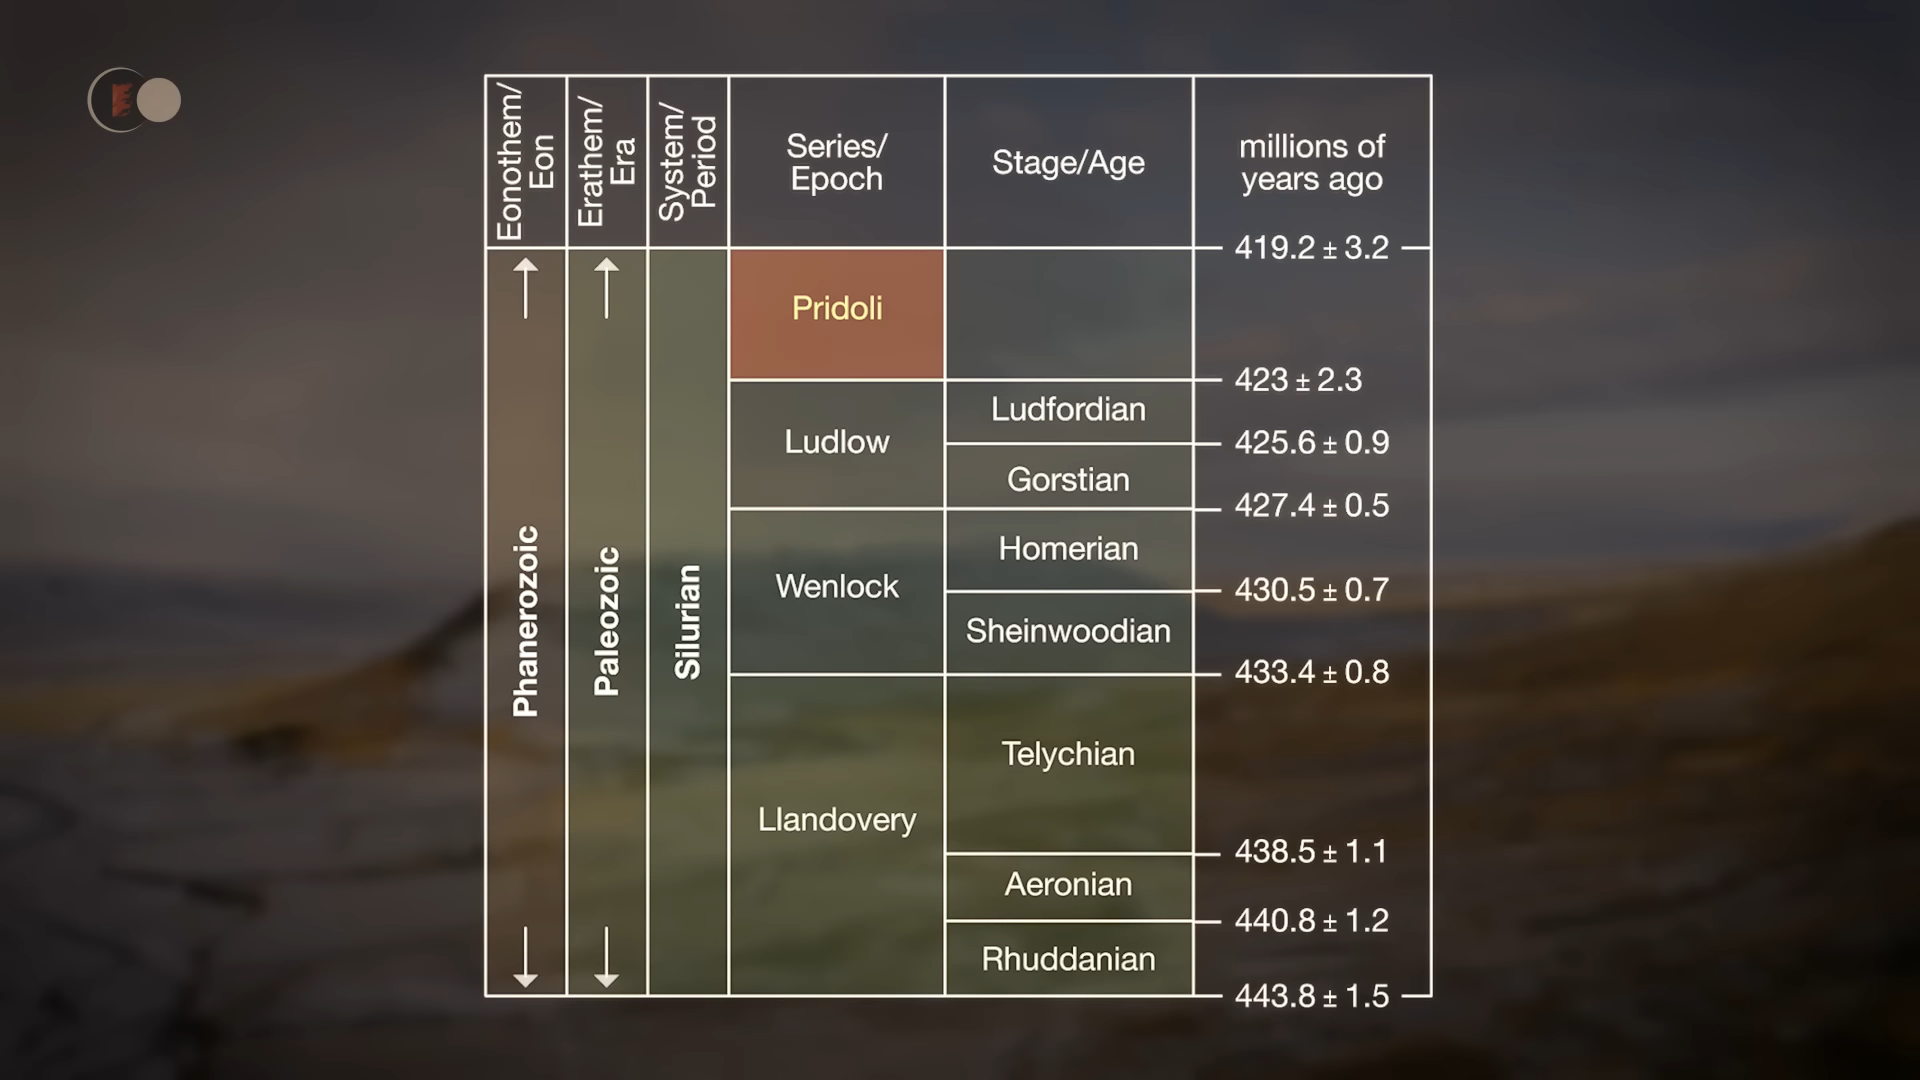 Eonothem/
Eon
Erathem/
Era
System/
Period
Series/
Epoch
Stage/Age
millions of
years ago
419.2 ± 3.2
Pridoli
423 ± 2.3
Ludfordian
Ludlow
425.6 ± 0.9
Gorstian
427.4 ± 0.5
Homerian
Wenlock
430.5 ± 0.7
Sheinwoodian
433.4 ± 0.8
Phanerozoic
Paleozoic
Silurian
Telychian
Llandovery
438.5 ± 1.1
Aeronian
440.8 ± 1.2
Rhuddanian
443.8 ± 1.5